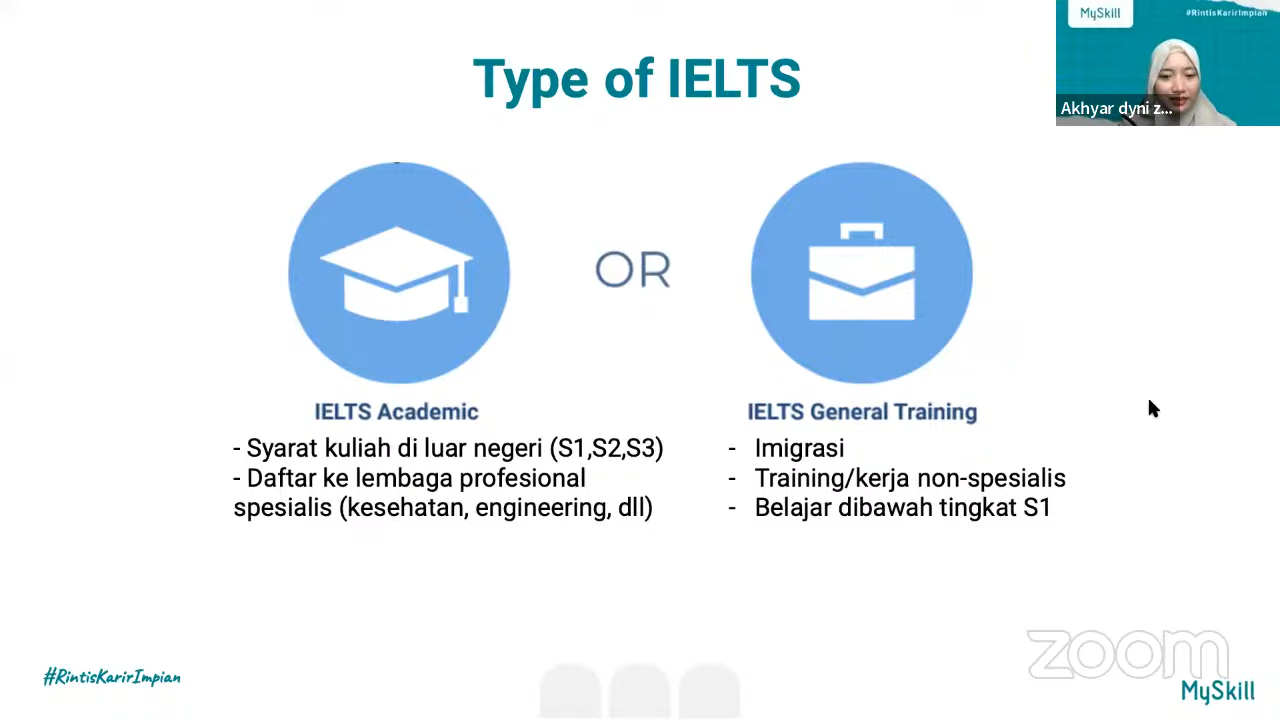 MySkill
#RintisKarirImpian
Type of IELTS
Akhyar dyni z...
OR
IELTS Academic
- Syarat kuliah di luar negeri (S1,S2,S3)
- Daftar ke lembaga profesional
spesialis (kesehatan, engineering, dll)
IELTS General Training
- Imigrasi
- Training/kerja non-spesialis
- Belajar dibawah tingkat S1
zoom
#RintisKarirImpian
MySkill